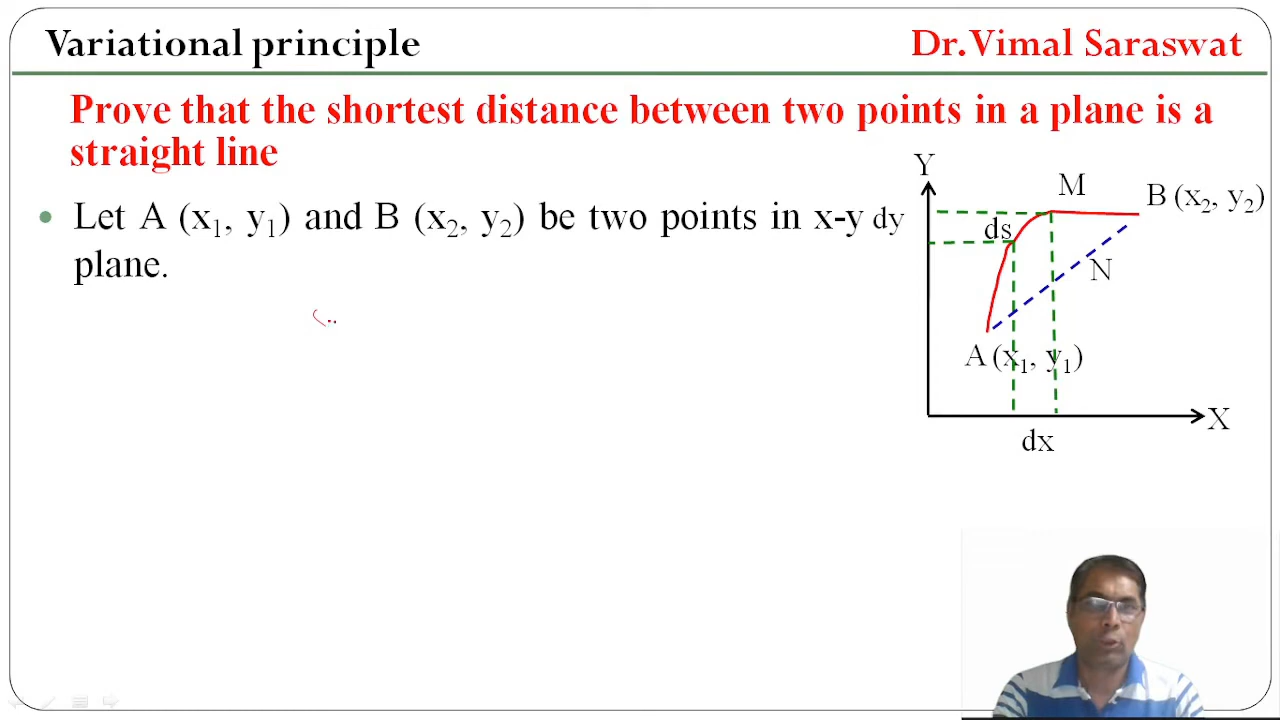 Variational principle
Dr.Vimal Saraswat
Prove that the shortest distance between two points in a plane is a
straight line
• Let A (x₁, y₁) and B (x₂, y₂) be two points in x-y
plane.
Y
M
B (x₂, y₂)
dy
ds
N
A (x₁, y₁)
X
dx